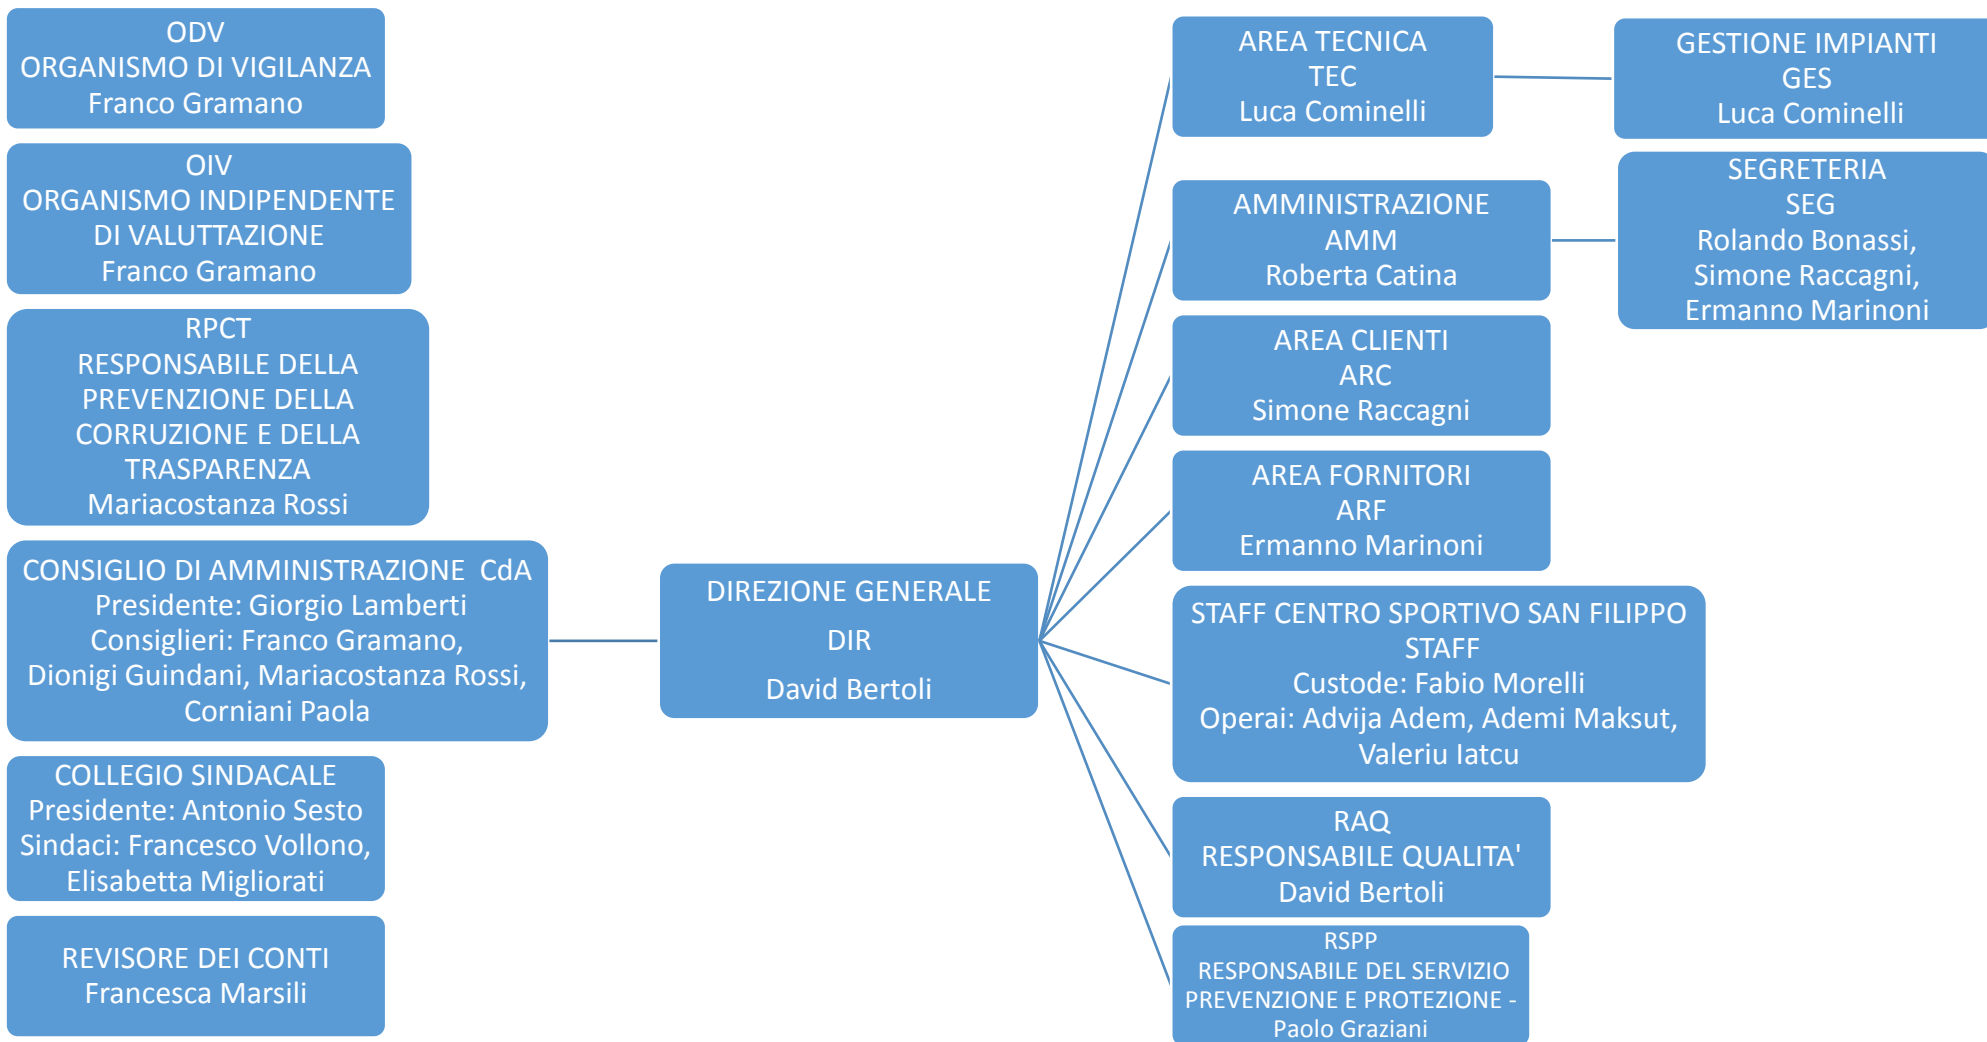 ODV
ORGANISMO DI VIGILANZA
Franco Gramano
OIV
ORGANISMO INDIPENDENTE
DI VALUTTAZIONE
Franco Gramano
RPCT
RESPONSABILE DELLA
PREVENZIONE DELLA
CORRUZIONE E DELLA
TRASPARENZA
Mariacostanza Rossi
CONSIGLIO DI AMMINISTRAZIONE CdA
Presidente: Giorgio Lamberti
Consiglieri: Franco Gramano,
Dionigi Guindani, Mariacostanza Rossi,
Corniani Paola
COLLEGIO SINDACALE
Presidente: Antonio Sesto
Sindaci: Francesco Vollono,
Elisabetta Migliorati
REVISORE DEI CONTI
Francesca Marsili
DIREZIONE GENERALE
DIR
David Bertoli
AREA TECNICA
TEC
Luca Cominelli
GESTIONE IMPIANTI
GES
Luca Cominelli
AMMINISTRAZIONE
AMM
Roberta Catina
SEGRETERIA
SEG
Rolando Bonassi,
Simone Raccagni,
Ermanno Marinoni
AREA CLIENTI
ARC
Simone Raccagni
AREA FORNITORI
ARF
Ermanno Marinoni
STAFF CENTRO SPORTIVO SAN FILIPPO
STAFF
Custode: Fabio Morelli
Operai: Advija Adem, Ademi Maksut,
Valeriu Iatcu
RAQ
RESPONSABILE QUALITA'
David Bertoli
RSPP
RESPONSABILE DEL SERVIZIO
PREVENZIONE E PROTEZIONE -
Paolo Graziani